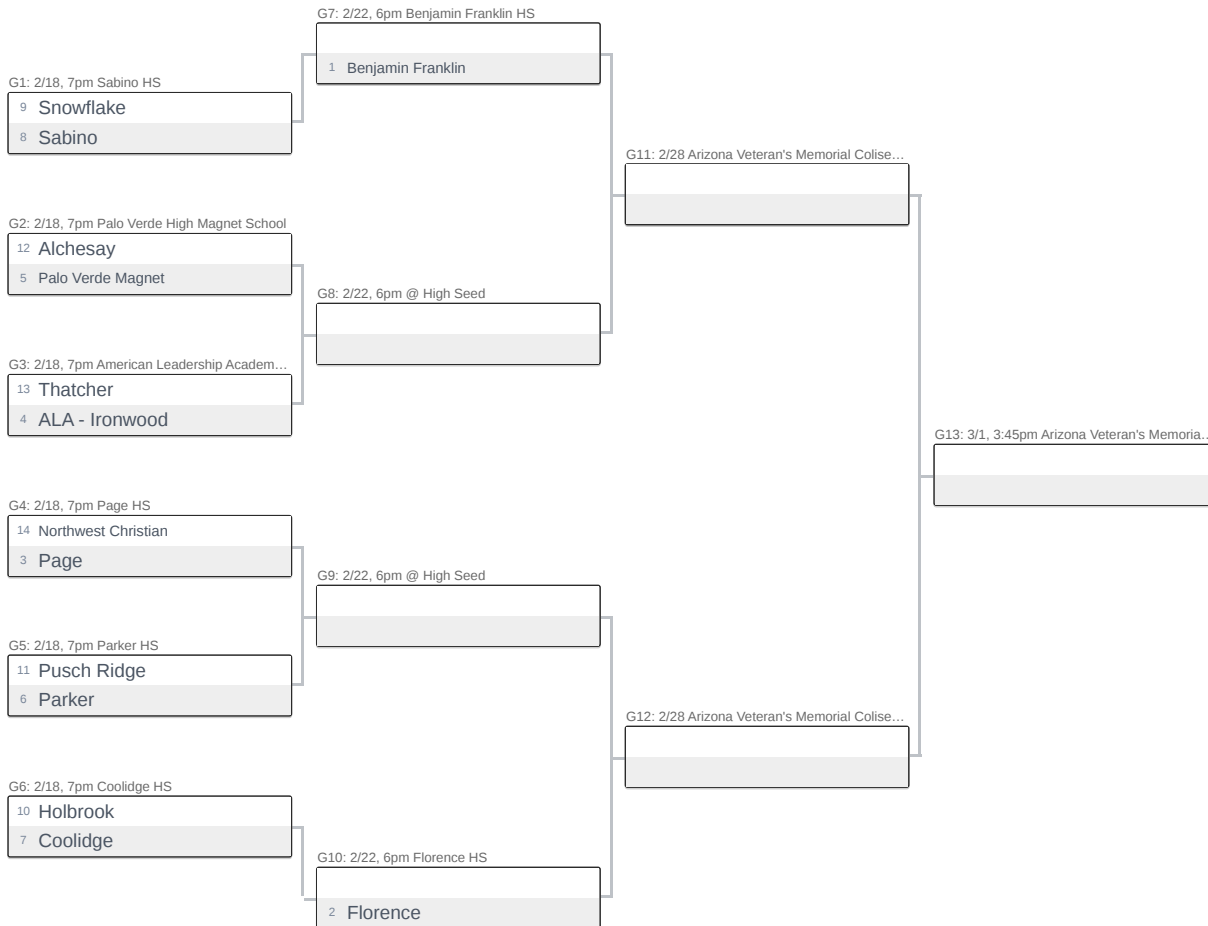 G7: 2/22, 6pm Benjamin Franklin HS
1 Benjamin Franklin
G1: 2/18, 7pm Sabino HS
9 Snowflake
8 Sabino
G11: 2/28 Arizona Veteran's Memorial Colise…
G2: 2/18, 7pm Palo Verde High Magnet School
12 Alchesay
5 Palo Verde Magnet
G8: 2/22, 6pm @ High Seed
G3: 2/18, 7pm American Leadership Academ…
13 Thatcher
4 ALA - Ironwood
G13: 3/1, 3:45pm Arizona Veteran's Memoria…
G4: 2/18, 7pm Page HS
14 Northwest Christian
3 Page
G9: 2/22, 6pm @ High Seed
G5: 2/18, 7pm Parker HS
11 Pusch Ridge
6 Parker
G12: 2/28 Arizona Veteran's Memorial Colise…
G6: 2/18, 7pm Coolidge HS
10 Holbrook
7 Coolidge
G10: 2/22, 6pm Florence HS
2 Florence